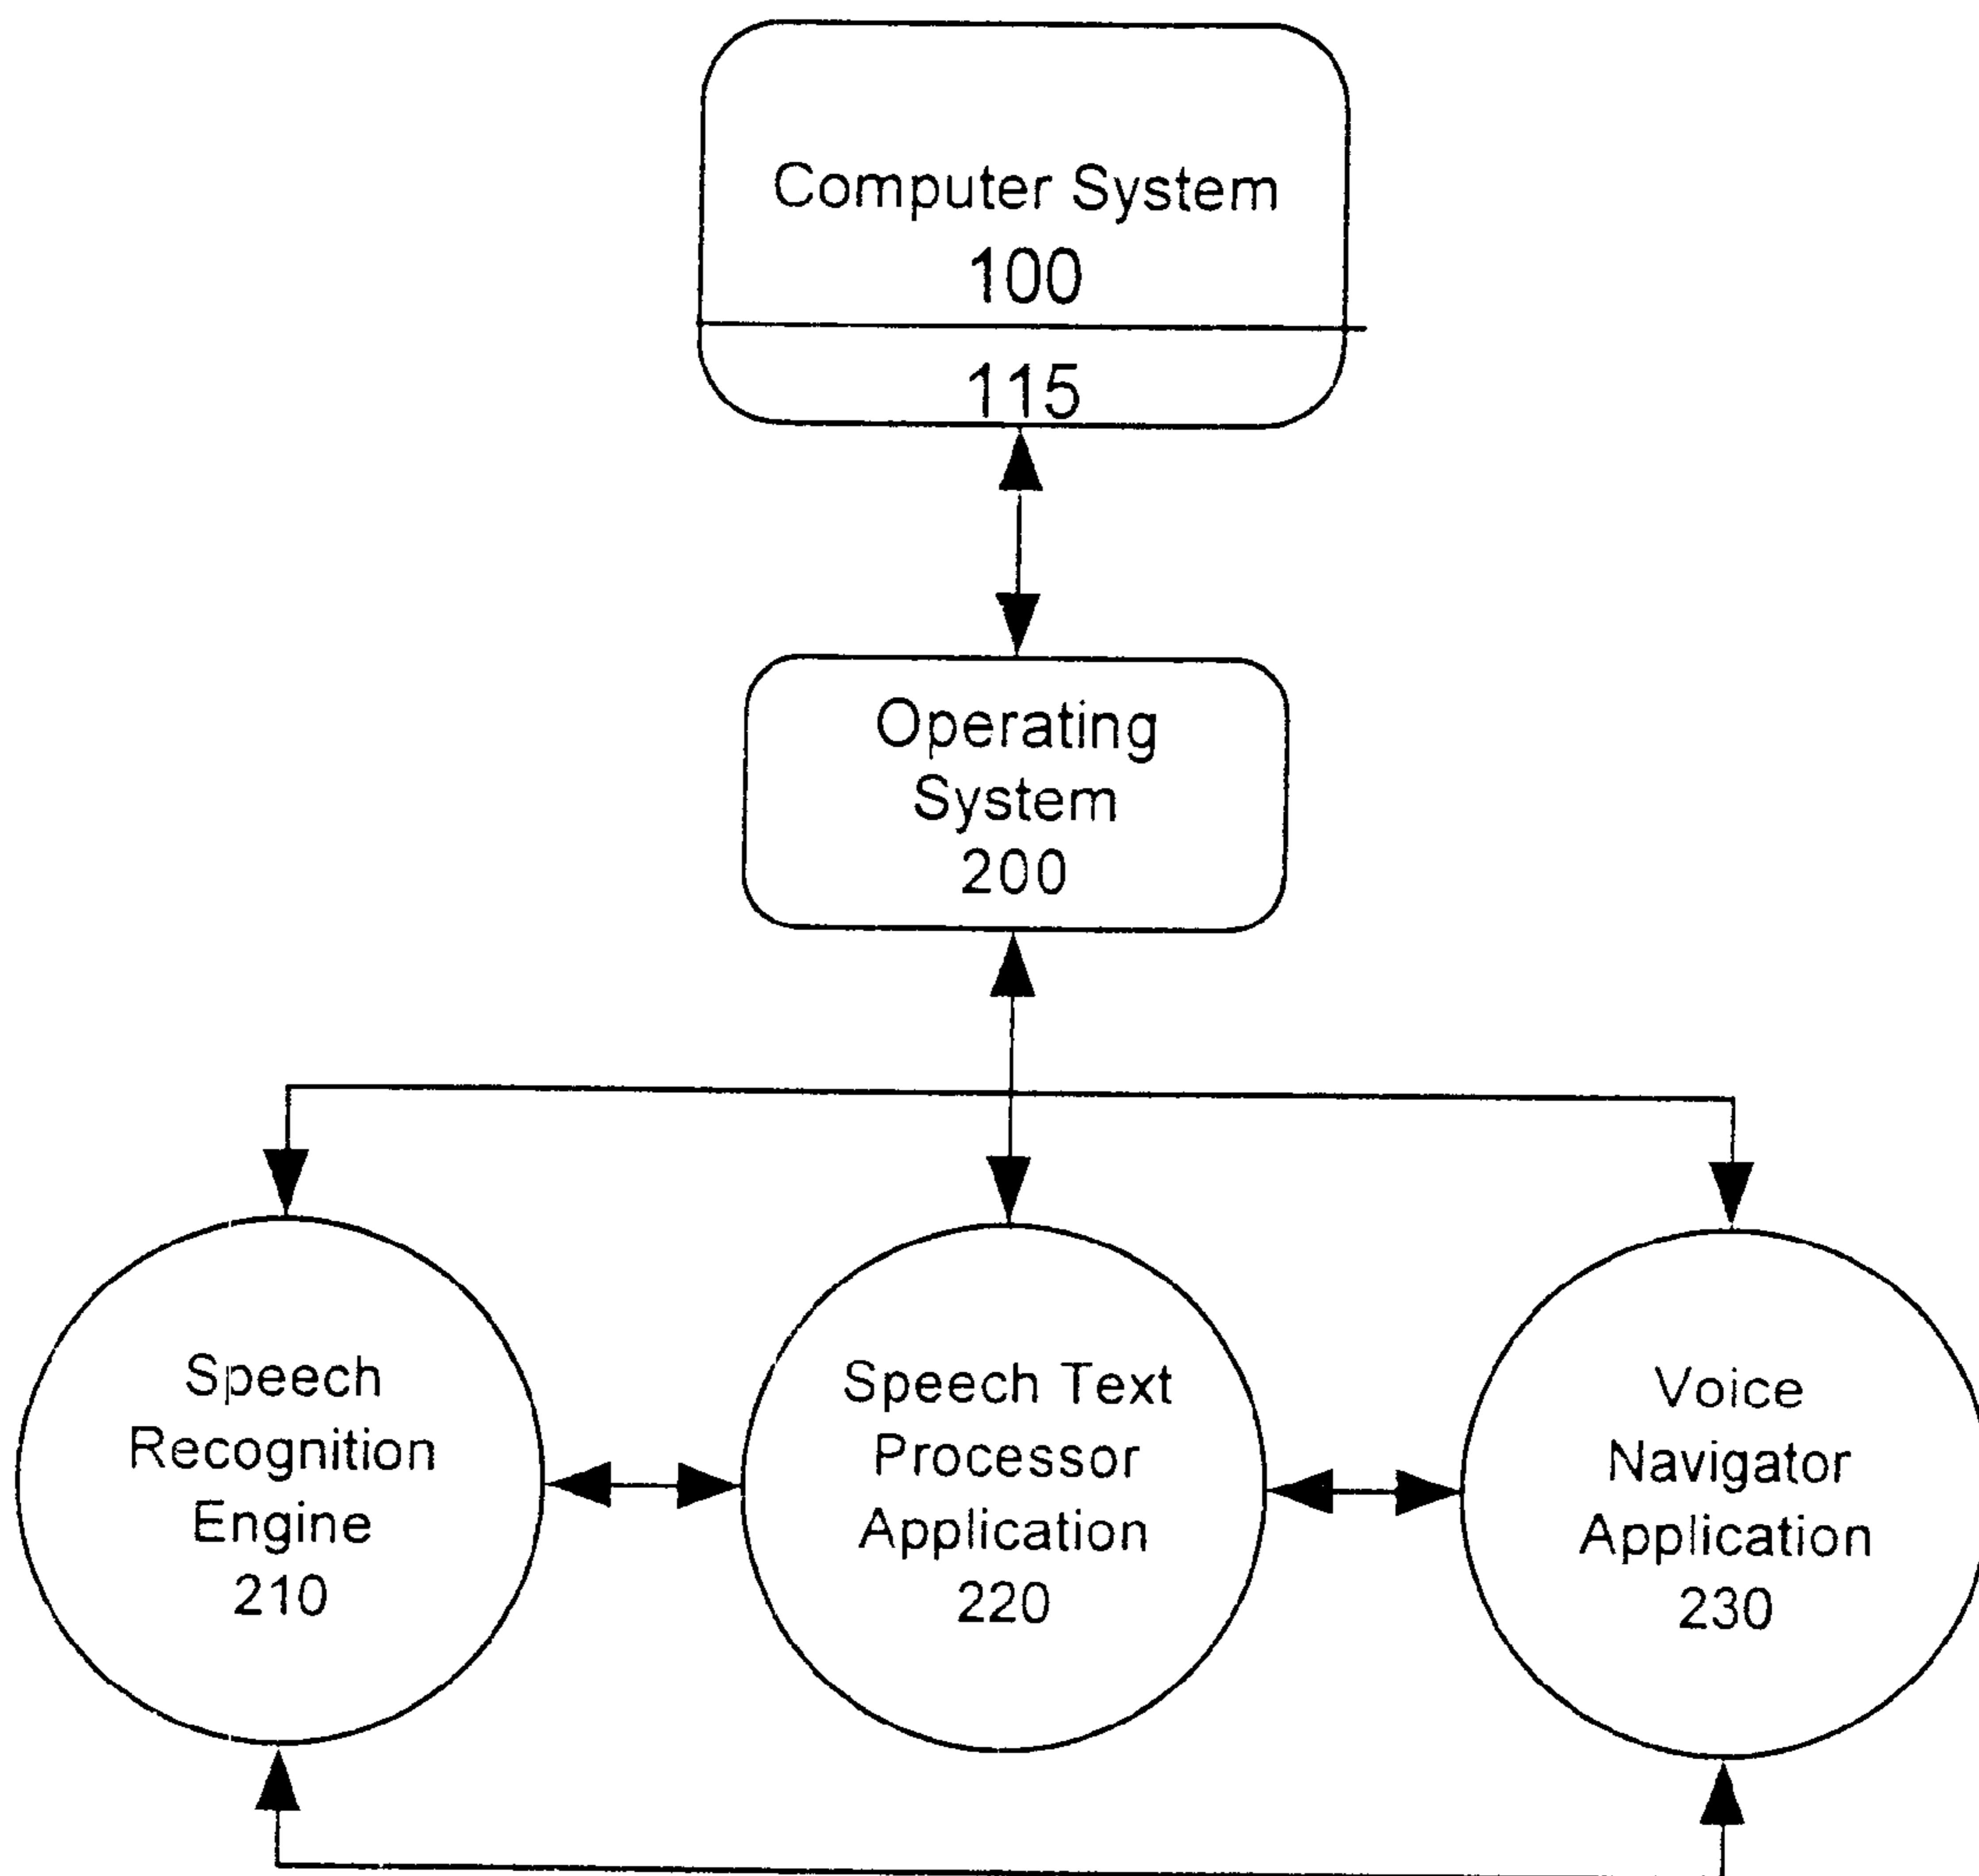 Computer System
100
115
Operating
System
200
Speech
Recognition
Engine
210
Speech Text
Processor
Application
220
Voice
Navigator
Application
230